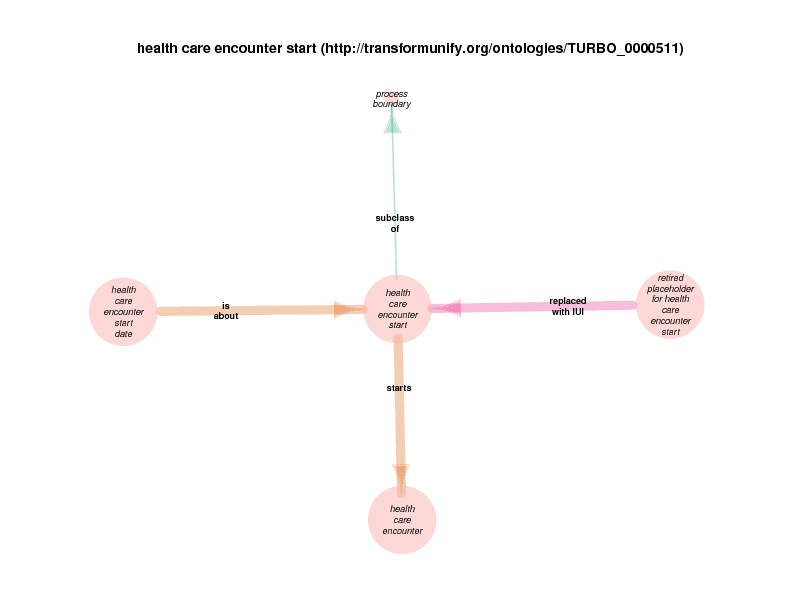 health care encounter start (http://transformunify.org/ontologies/TURBO_0000511)
process
boundary
subclass
of
health
care
encounter
start
date
is
about
health
care
encounter
start
replaced
with IUI
retired
placeholder
for health
care
encounter
start
starts
health
care
encounter